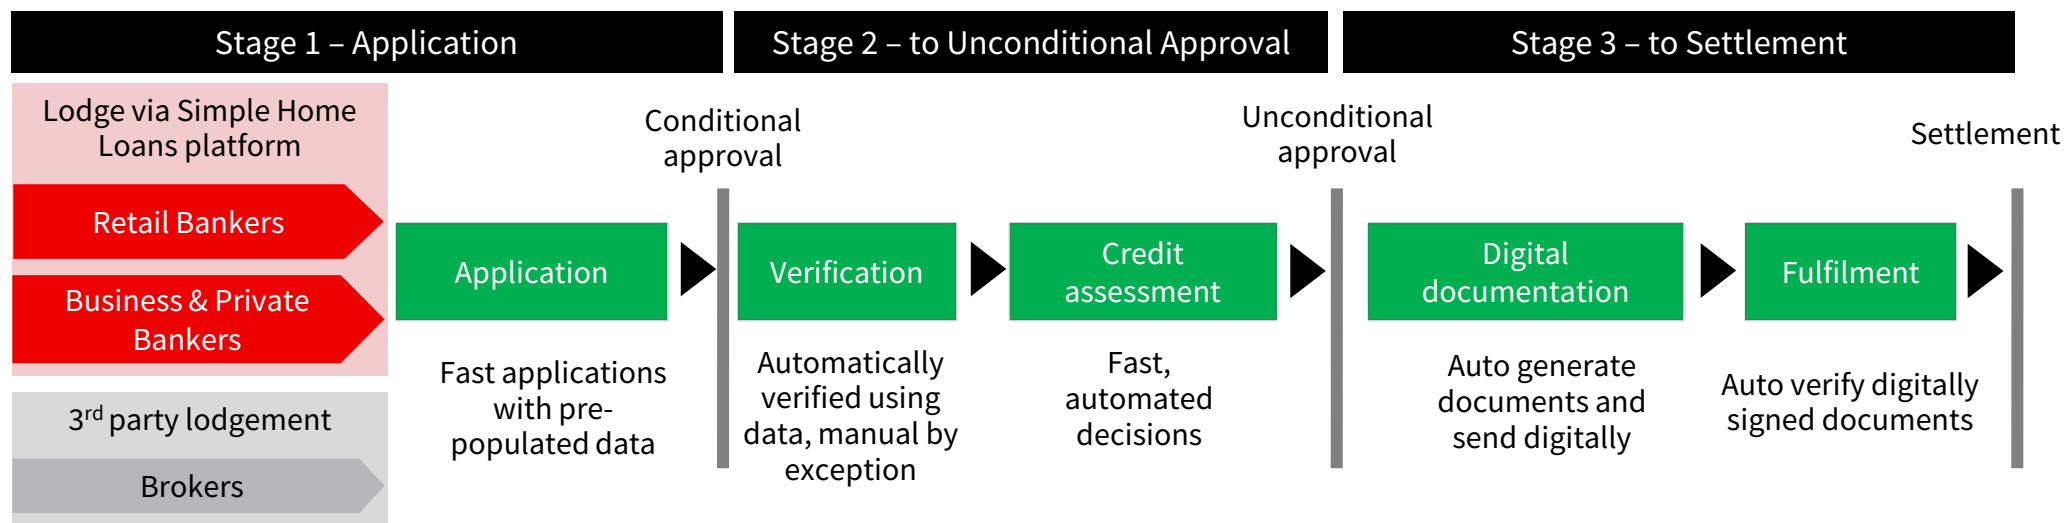 Stage 1 – Application
Stage 2 – to Unconditional Approval
Stage 3 – to Settlement
Lodge via Simple Home
Loans platform
Retail Bankers
Business & Private
Bankers
3rd party lodgement
Brokers
Application
Fast applications
with pre-
populated data
Conditional
approval
Verification
Automatically
verified using
data, manual by
exception
Credit
assessment
Fast,
automated
decisions
Unconditional
approval
Digital
documentation
Auto generate
documents and
send digitally
Fulfilment
Auto verify digitally
signed documents
Settlement